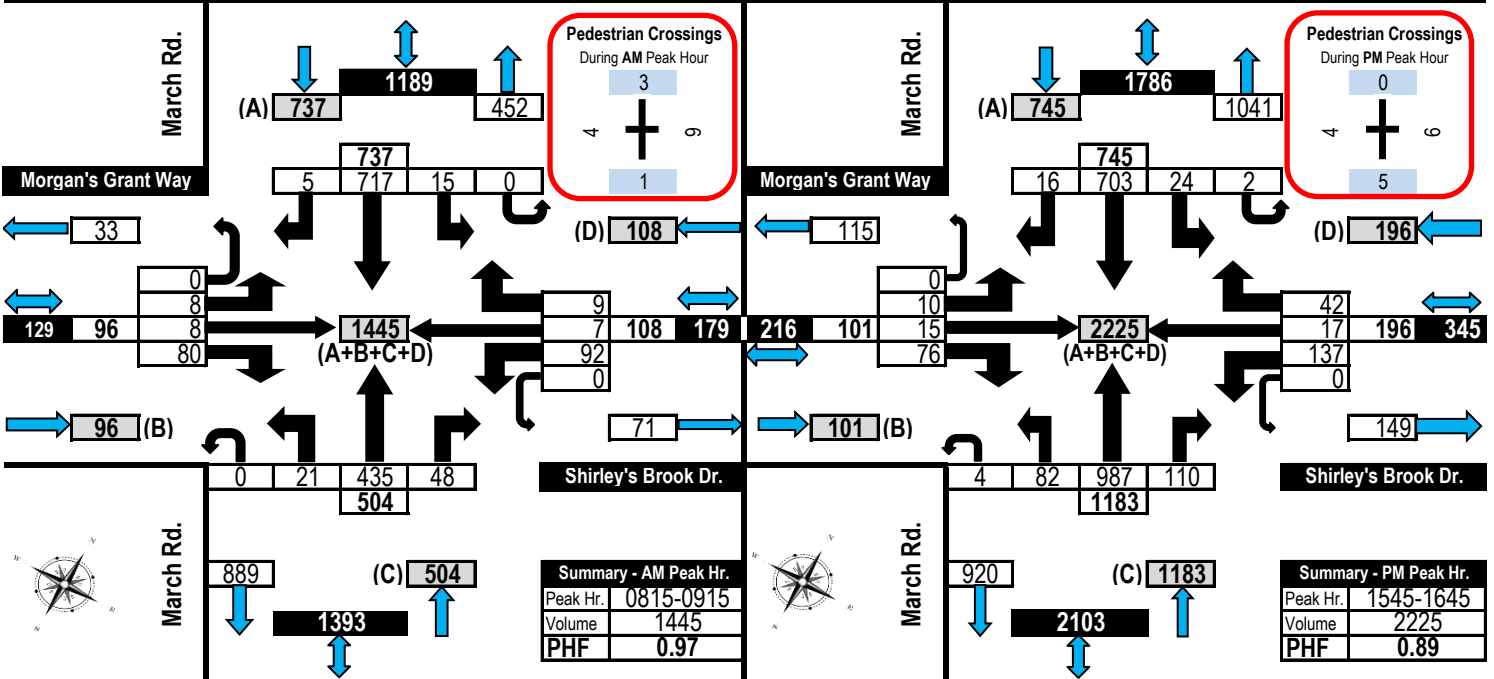 March Rd.
(A) 737
1189
452
Pedestrian Crossings
During AM Peak Hour
3
4
9
1
737
5 717 15 0
Morgan's Grant Way
33
(D) 108
0
8
129 96 8
80
1445
(A+B+C+D)
9
7 108 179
92
0
96 (B)
71
0 21 435 48
504
Shirley's Brook Dr.
March Rd.
889
(C) 504
1393
Summary - AM Peak Hr.
Peak Hr. 0815-0915
Volume 1445
PHF 0.97
March Rd.
(A) 745
1786
1041
Pedestrian Crossings
During PM Peak Hour
0
4
6
5
745
16 703 24 2
Morgan's Grant Way
115
(D) 196
0
10
216 101 15
76
2225
(A+B+C+D)
42
17 196 345
137
0
101 (B)
149
4 82 987 110
1183
Shirley's Brook Dr.
March Rd.
920
(C) 1183
2103
Summary - PM Peak Hr.
Peak Hr. 1545-1645
Volume 2225
PHF 0.89